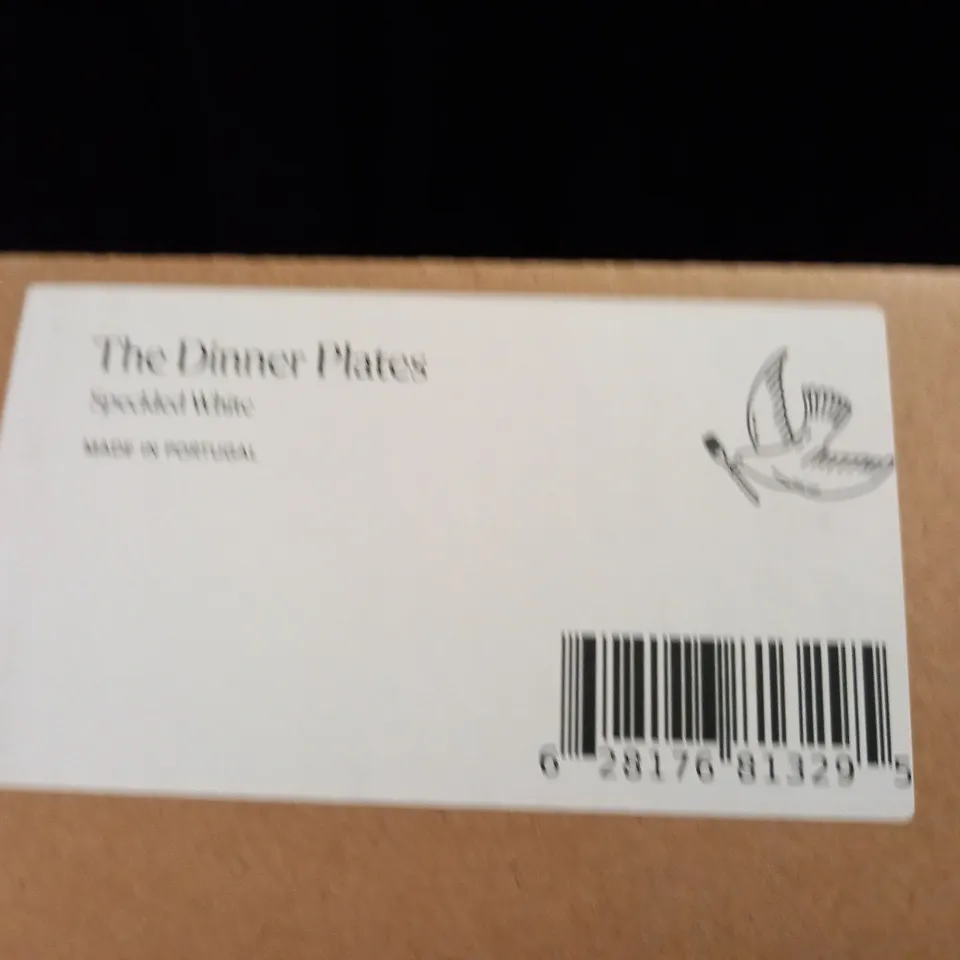 The Dinner Plates
Speckled White
MADE IN PORTUGAL
6 28176 81329 5